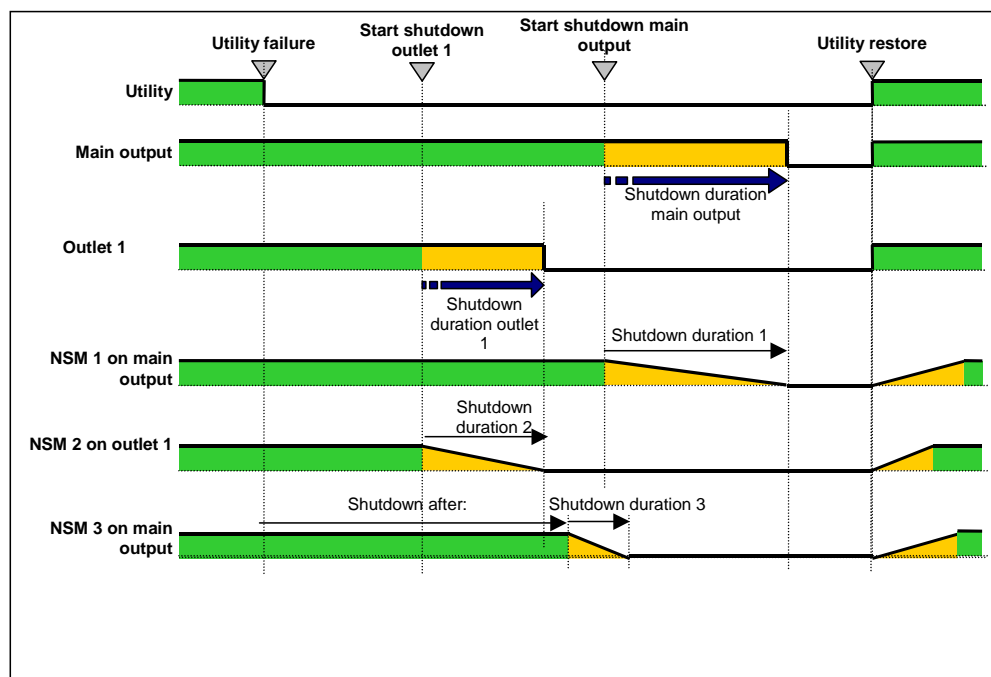 Utility failure
Start shutdown
outlet 1
Start shutdown main
output
Utility restore
Utility
Main output
Shutdown duration
main output
Outlet 1
Shutdown
duration outlet
1
NSM 1 on main
output
Shutdown duration 1
NSM 2 on outlet 1
Shutdown
duration 2
NSM 3 on main
output
Shutdown after:
Shutdown duration 3